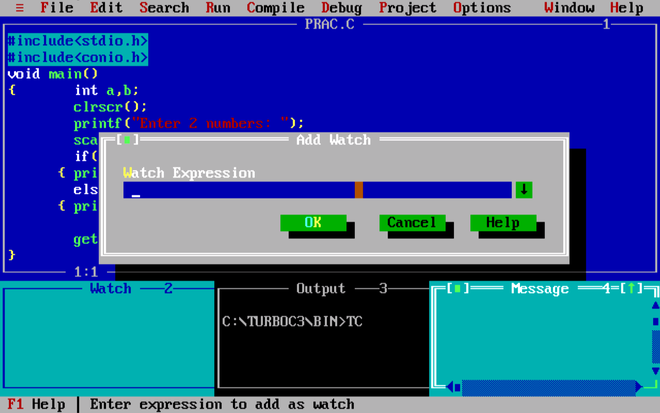 ≡ File Edit Search Run Compile Debug Project Options Window Help
PRAC.C 1
#include<stdio.h>
#include<conio.h>
void main()
{ int a,b;
clrscr();
printf("Enter 2 numbers: ");
sca
if(
{ pri
els
{ pri
get
}
1:1
[■] Add Watch
Watch Expression
↓
OK Cancel Help
Watch 2
Output 3
C:\TURBOC3\BIN>TC
[■] Message 4 [↑]
F1 Help | Enter expression to add as watch